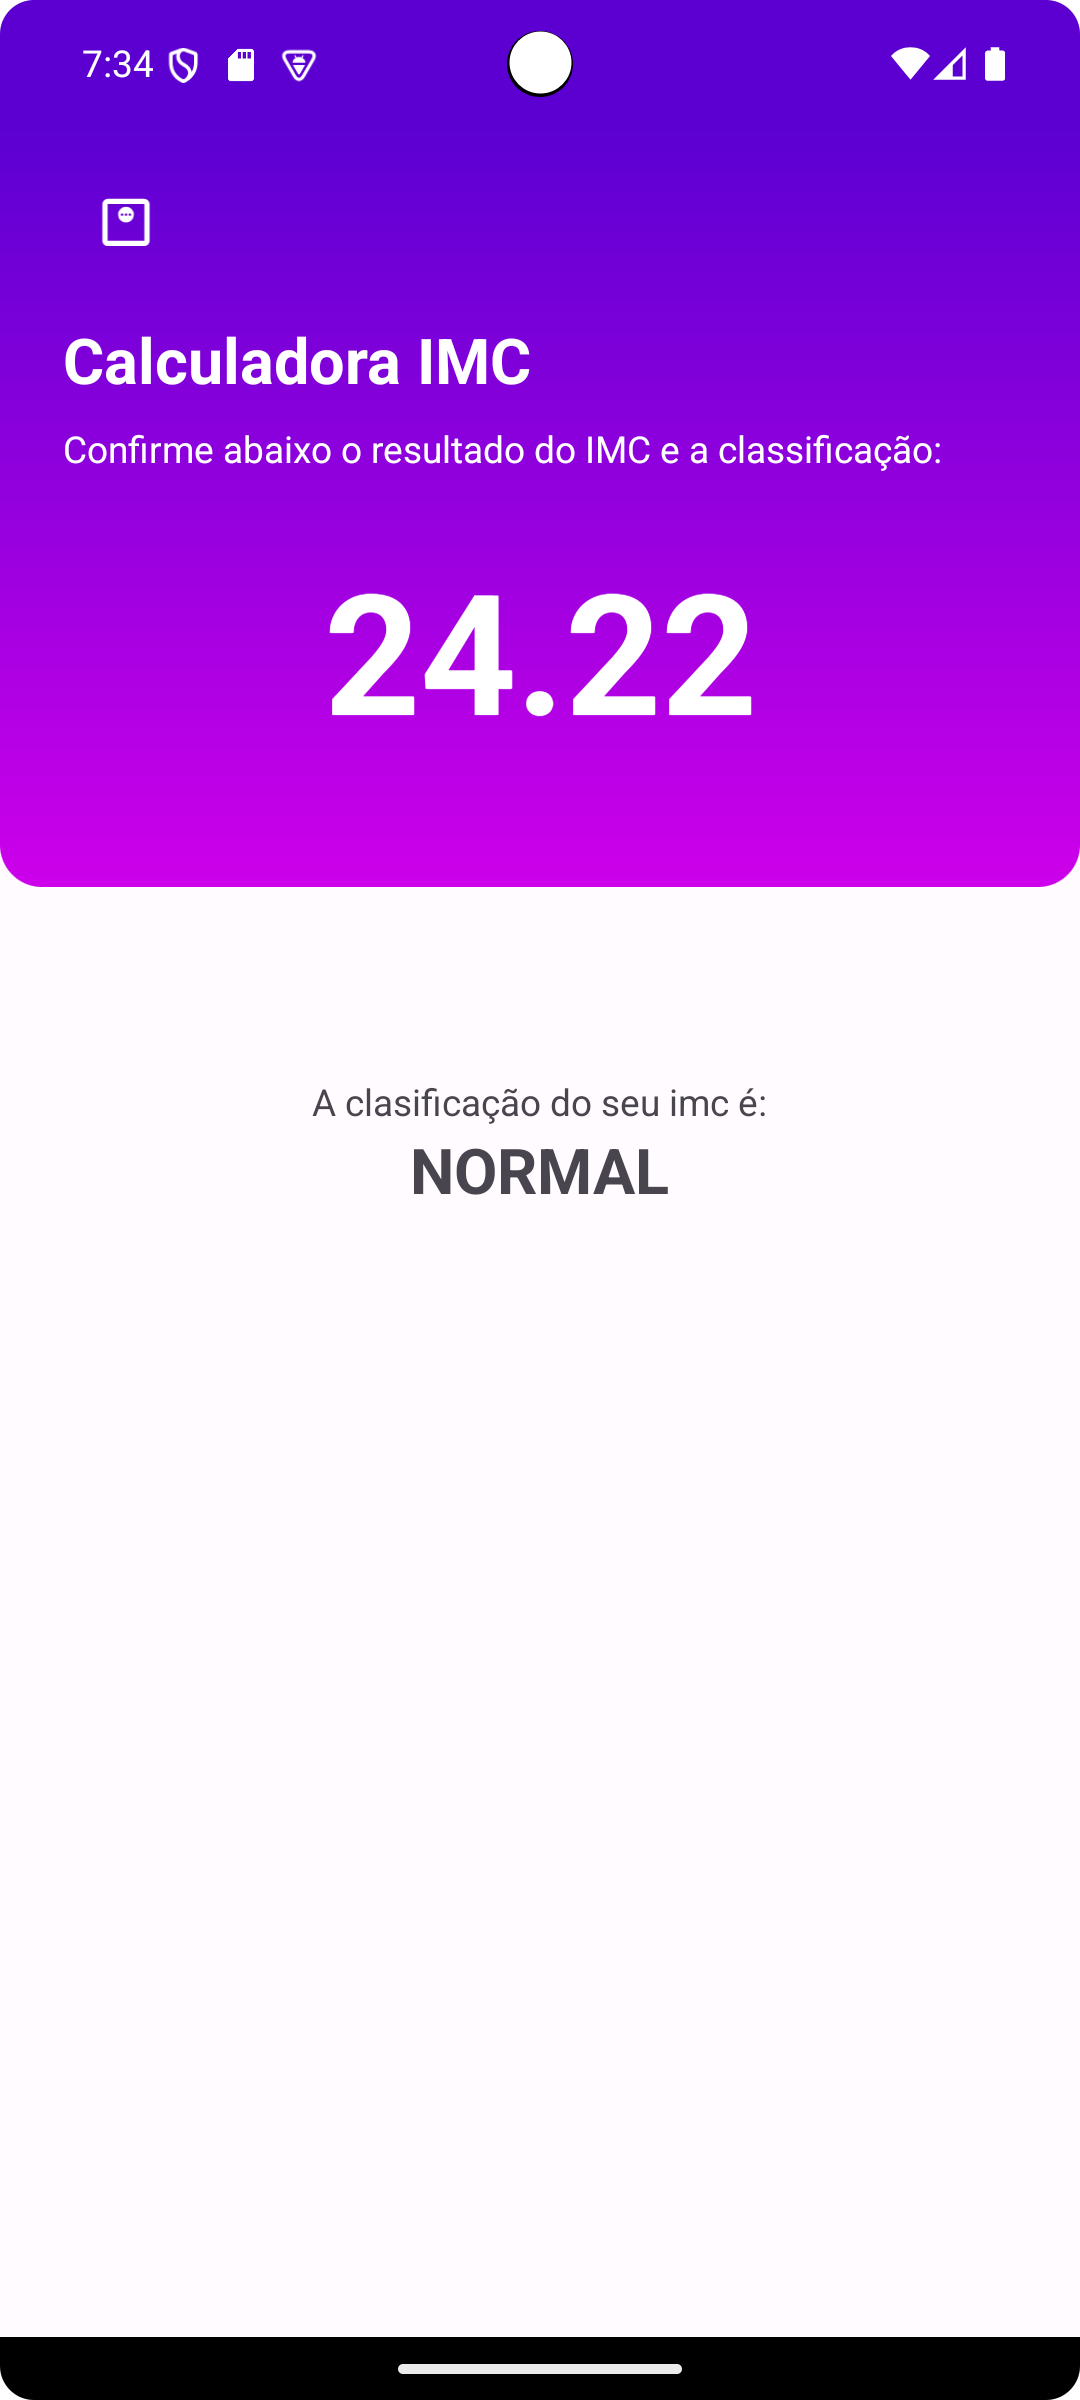 7:34
Calculadora IMC
Confirme abaixo o resultado do IMC e a classificação:
24.22
A clasificação do seu imc é:
NORMAL